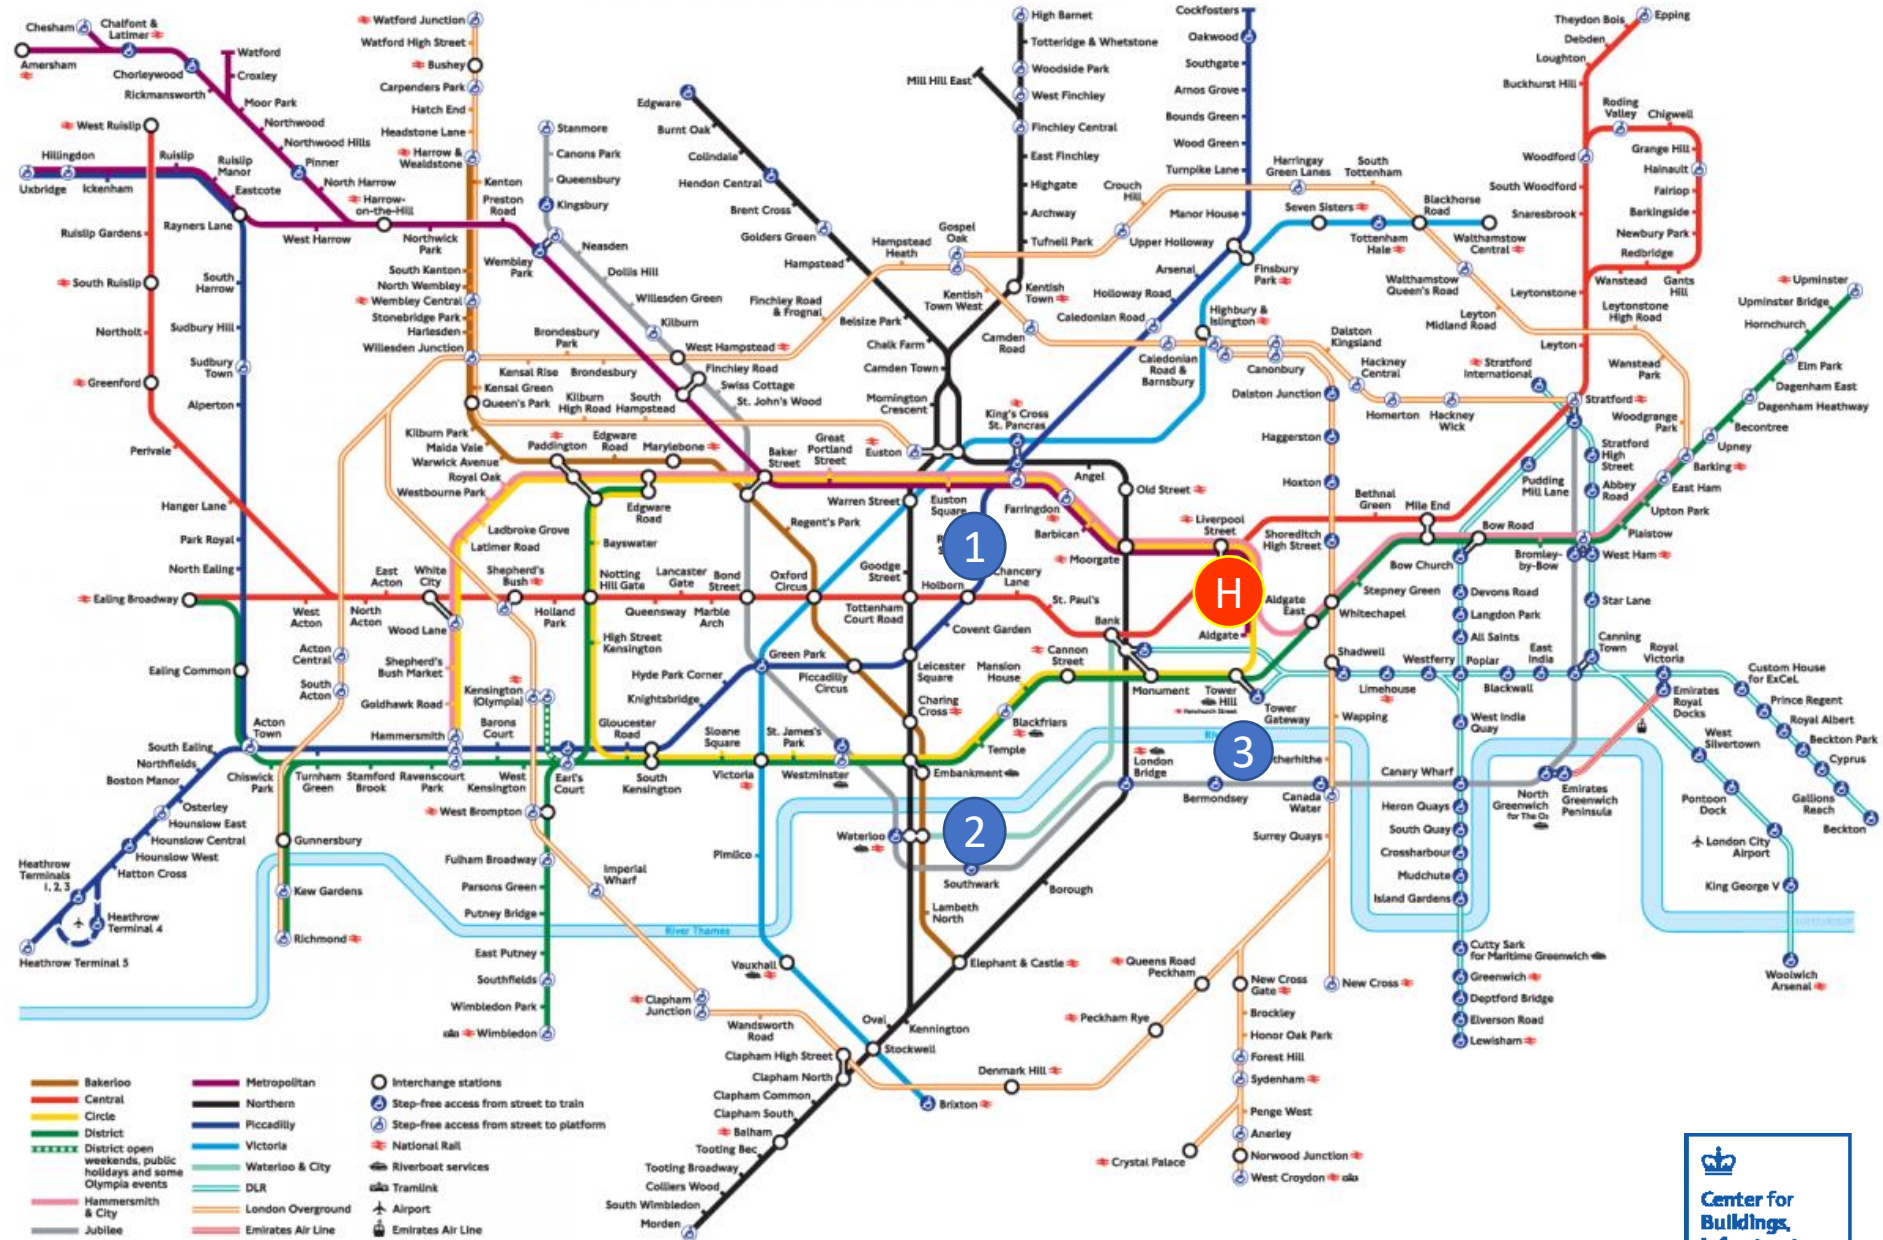 Chesham
Chalfont &
Latimer
Amersham
Chorleywood
Rickmansworth
Watford
Croxley
Moor Park
Northwood
Northwood Hills
Pinner
North Harrow
Harrow-
on-the-Hill
West Ruislip
Hillingdon
Ruislip
Ruislip
Manor
Eastcote
Uxbridge
Ickenham
Rayners Lane
West Harrow
Northwick
Park
Preston
Road
Ruislip Gardens
South Ruislip
Northolt
Greenford
Perivale
Hanger Lane
South
Harrow
Sudbury Hill
Sudbury
Town
Alperton
Park Royal
North Ealing
Ealing Broadway
Ealing Common
West
Acton
North
Acton
East
Acton
White
City
Shepherd's
Bush
Holland
Park
Notting
Hill Gate
Queensway
Lancaster
Gate
Marble
Arch
Bond
Street
Oxford
Circus
Tottenham
Court Road
Holborn
Chancery
Lane
St. Paul's
Bank
Watford Junction
Watford High Street
Bushey
Carpenders Park
Hatch End
Headstone Lane
Harrow &
Wealdstone
Kenton
South Kenton
North Wembley
Wembley Central
Stonebridge Park
Harlesden
Willesden Junction
Kensal Green
Queen's Park
Kilburn Park
Maida Vale
Warwick Avenue
Royal Oak
Westbourne Park
Ladbroke Grove
Latimer Road
Wood Lane
Shepherd's
Bush Market
Goldhawk Road
Hammersmith
Stanmore
Canons Park
Queensbury
Kingsbury
Wembley
Park
Neasden
Dollis Hill
Willesden Green
Kilburn
West Hampstead
Finchley Road
Swiss Cottage
St. John's Wood
Brondesbury
Park
Kensal Rise
Brondesbury
Kilburn
High Road
South
Hampstead
Finchley Road
& Frognal
Hampstead
Heath
Gospel
Oak
Paddington
Edgware
Road
Marylebone
Edgware
Road
Baker
Street
Great
Portland
Street
Regent's Park
Bayswater
High Street
Kensington
Edgware
Burnt Oak
Colindale
Hendon Central
Brent Cross
Golders Green
Hampstead
Belsize Park
Chalk Farm
Camden Town
Mornington
Crescent
Euston
Warren Street
Euston
Square
Goodge
Street
King's Cross
St. Pancras
Farringdon
Barbican
Moorgate
High Barnet
Totteridge & Whetstone
Woodside Park
West Finchley
Mill Hill East
Finchley Central
East Finchley
Highgate
Archway
Tufnell Park
Kentish
Town
Kentish
Town West
Camden
Road
Caledonian
Road &
Barnsbury
Cockfosters
Oakwood
Southgate
Arnos Grove
Bounds Green
Wood Green
Turnpike Lane
Manor House
Crouch
Hill
Upper Holloway
Harringay
Green Lanes
South
Tottenham
Seven Sisters
Tottenham
Hale
Blackhorse
Road
Walthamstow
Central
Walthamstow
Queen's Road
Leyton
Midland Road
Leytonstone
High Road
Wanstead
Park
Woodgrange
Park
Finsbury
Park
Arsenal
Holloway Road
Caledonian Road
Highbury &
Islington
Canonbury
Dalston
Kingsland
Hackney
Central
Homerton
Hackney
Wick
Dalston Junction
Haggerston
Hoxton
Shoreditch
High Street
Angel
Old Street
Liverpool
Street
Bethnal
Green
Mile End
Stratford
Stratford
International
Epping
Theydon Bois
Debden
Loughton
Buckhurst Hill
Roding
Valley
Chigwell
Grange Hill
Hainault
Fairlop
Barkingside
Newbury Park
Redbridge
Gants
Hill
Wanstead
Woodford
South Woodford
Snaresbrook
Leytonstone
Leyton
Upminster
Upminster Bridge
Hornchurch
Elm Park
Dagenham East
Dagenham Heathway
Becontree
Upney
Barking
East Ham
Upton Park
Plaistow
West Ham
Bromley-
by-Bow
Bow Road
Bow Church
Pudding
Mill Lane
Stratford
High
Street
Abbey
Road
Star Lane
Canning
Town
Devons Road
Langdon Park
All Saints
Stepney Green
Whitechapel
Aldgate
East
Aldgate
1
H
3
2
Shadwell
Limehouse
Westferry
Poplar
Blackwall
East
India
Royal
Victoria
Custom House
for ExCeL
Prince Regent
Royal Albert
Beckton Park
Cyprus
Gallions
Reach
Beckton
Emirates
Royal
Docks
West
Silvertown
Pontoon
Dock
London City
Airport
King George V
Woolwich
Arsenal
West India
Quay
Canary Wharf
Heron Quays
South Quay
Crossharbour
Mudchute
Island Gardens
Cutty Sark
for Maritime Greenwich
Greenwich
Deptford Bridge
Elverson Road
Lewisham
North
Greenwich
for The O2
Emirates
Greenwich
Peninsula
Wapping
Canada
Water
Surrey Quays
Bermondsey
London
Bridge
Tower
Hill
Fenchurch Street
Tower
Gateway
Monument
Cannon
Street
Mansion
House
Blackfriars
Temple
Embankment
Covent Garden
Leicester
Square
Piccadilly
Circus
Charing
Cross
Green Park
Hyde Park Corner
Knightsbridge
Sloane
Square
Victoria
St. James's
Park
Westminster
Gloucester
Road
South
Kensington
Earl's
Court
Kensington
(Olympia)
Barons
Court
West
Kensington
Ravenscourt
Park
Stamford
Brook
Turnham
Green
Chiswick
Park
Acton
Town
Acton
Central
South
Acton
South Ealing
Northfields
Boston Manor
Osterley
Hounslow East
Hounslow Central
Hounslow West
Hatton Cross
Heathrow
Terminals
1, 2, 3
Heathrow
Terminal 4
Heathrow Terminal 5
Gunnersbury
Kew Gardens
Richmond
West Brompton
Fulham Broadway
Parsons Green
Putney Bridge
East Putney
Southfields
Wimbledon Park
Wimbledon
Imperial
Wharf
Clapham
Junction
Wandsworth
Road
River Thames
Pimlico
Vauxhall
Waterloo
Southwark
Lambeth
North
Borough
Elephant & Castle
Kennington
Oval
Stockwell
Brixton
Clapham High Street
Clapham North
Clapham Common
Clapham South
Balham
Tooting Bec
Tooting Broadway
Colliers Wood
South Wimbledon
Morden
Denmark Hill
Peckham Rye
Queens Road
Peckham
New Cross
Gate
New Cross
Brockley
Honor Oak Park
Forest Hill
Sydenham
Penge West
Anerley
Norwood Junction
West Croydon
Crystal Palace
Bakerloo
Central
Circle
District
District open
weekends, public
holidays and some
Olympia events
Hammersmith
& City
Jubilee
Metropolitan
Northern
Piccadilly
Victoria
Waterloo & City
DLR
London Overground
Emirates Air Line
Interchange stations
Step-free access from street to train
Step-free access from street to platform
National Rail
Riverboat services
Tramlink
Airport
Emirates Air Line
Center for
Buildings,